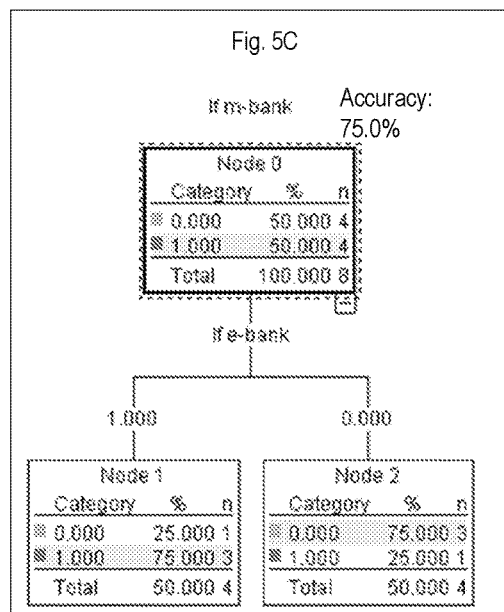 Fig. 5C
If m-bank
Accuracy:
75.0%
Node 0
Category % n
0.000 50.000 4
1.000 50.000 4
Total 100.000 8
If e-bank
1.000 0.000
Node 1
Category % n
0.000 25.000 1
1.000 75.000 3
Total 50.000 4
Node 2
Category % n
0.000 75.000 3
1.000 25.000 1
Total 50.000 4